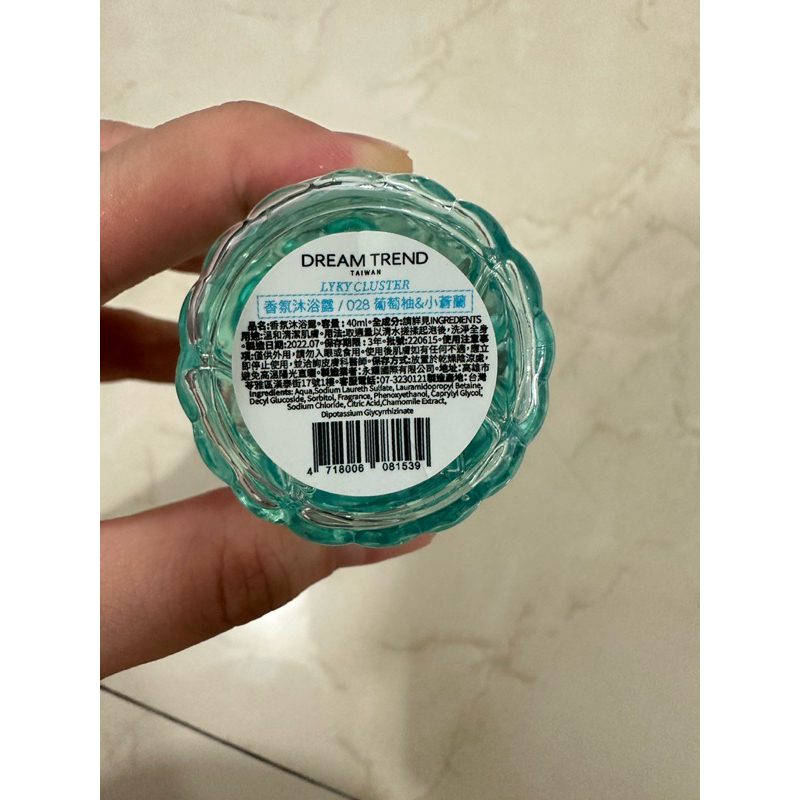 DREAM TREND
TAIWAN
LYKY CLUSTER
香氛沐浴露 / 028 葡萄柚&小蒼蘭
品名:香氛沐浴露。容量:40ml。全成分:請詳見INGREDIENTS
用途:溫和清潔肌膚。用法:取適量以清水搓揉起泡後,洗淨全身
。製造日期:2022.07。保存期限:3年。批號:220615。使用注意事
項:僅供外用,請勿入眼或食用。使用後肌膚如有任何不適,應立
即停止使用,並洽詢皮膚科醫師。保存方式:放置於乾燥陰涼處,
避免高溫陽光直曬。製造業者:永 國際有限公司。地址:高雄市
苓雅區漢泰街17號1樓。客服電話:07-3230121製造產地:台灣
Ingredients: Aqua,Sodium Laureth Sulfate, Lauramidopropyl Betaine,
Decyl Glucoside, Sorbitol, Fragrance, Phenoxyethanol, Caprylyl Glycol,
Sodium Chloride, Citric Acid,Chamomile Extract,
Dipotassium Glycyrrhizinate
4 718006 081539